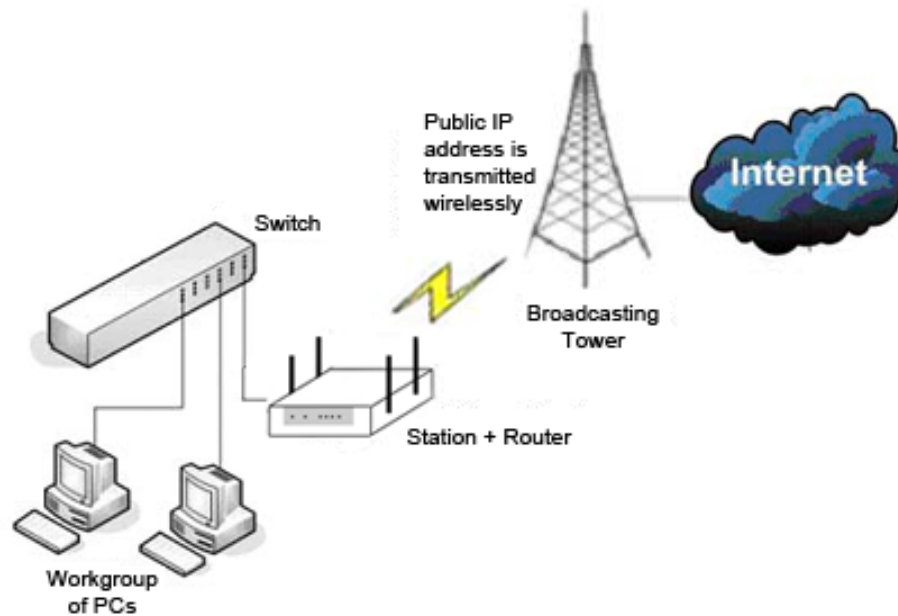 Public IP
address is
transmitted
wirelessly
Internet
Switch
Broadcasting
Tower
Station + Router
Workgroup
of PCs